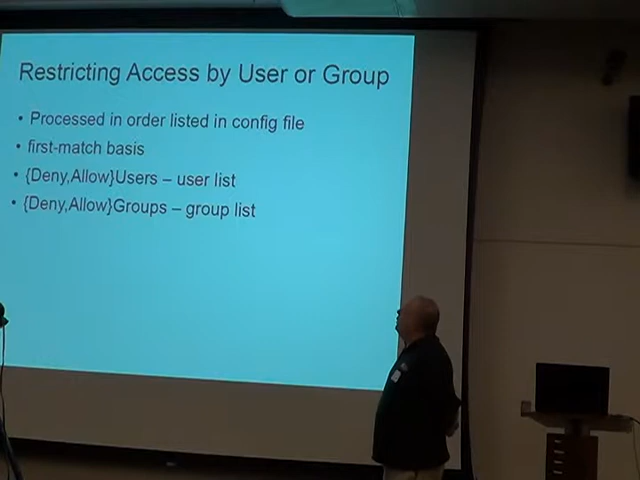 Restricting Access by User or Group
• Processed in order listed in config file
• first-match basis
• {Deny,Allow}Users – user list
• {Deny,Allow}Groups – group list